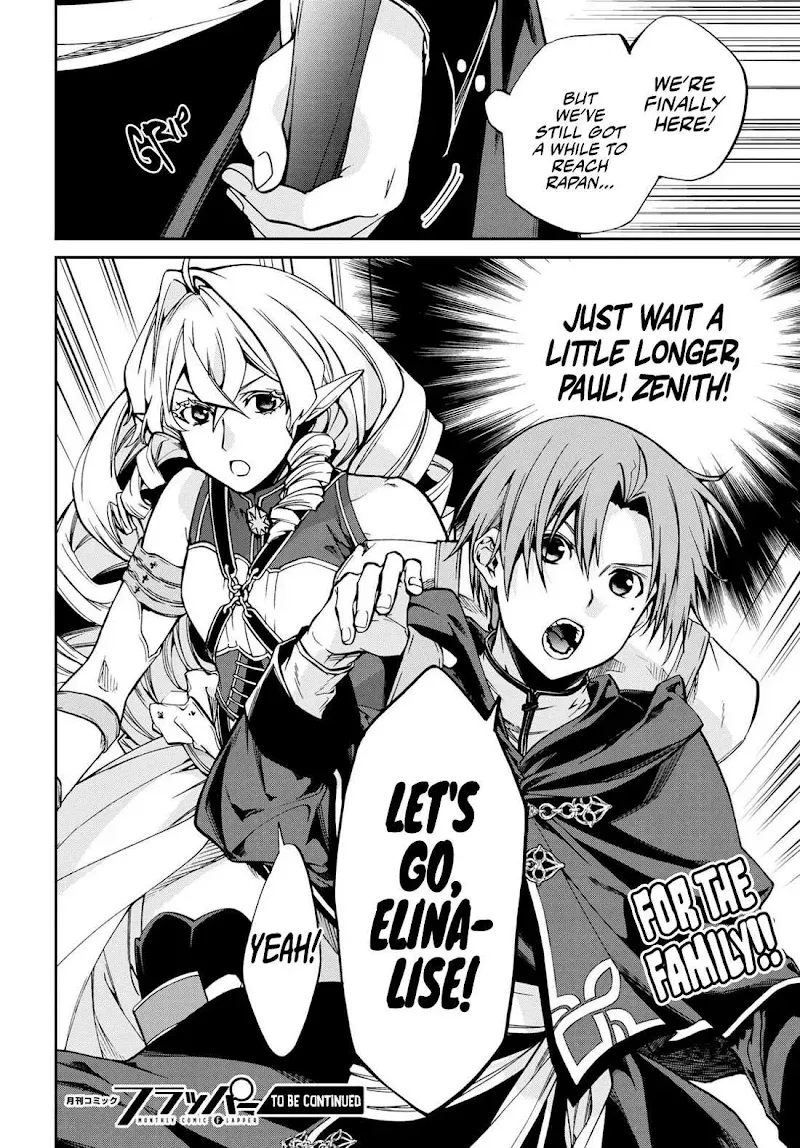 WE'RE
FINALLY
HERE!
BUT
WE'VE
STILL GOT
A WHILE TO
REACH
RAPAN...
GRIP
JUST WAIT A
LITTLE LONGER,
PAUL! ZENITH!
LET'S
GO,
ELINA-
LISE!
YEAH!
FOR THE
FAMILY!!
月刊コミック フラッパー TO BE CONTINUED
MONTHLY COMIC FLAPPER